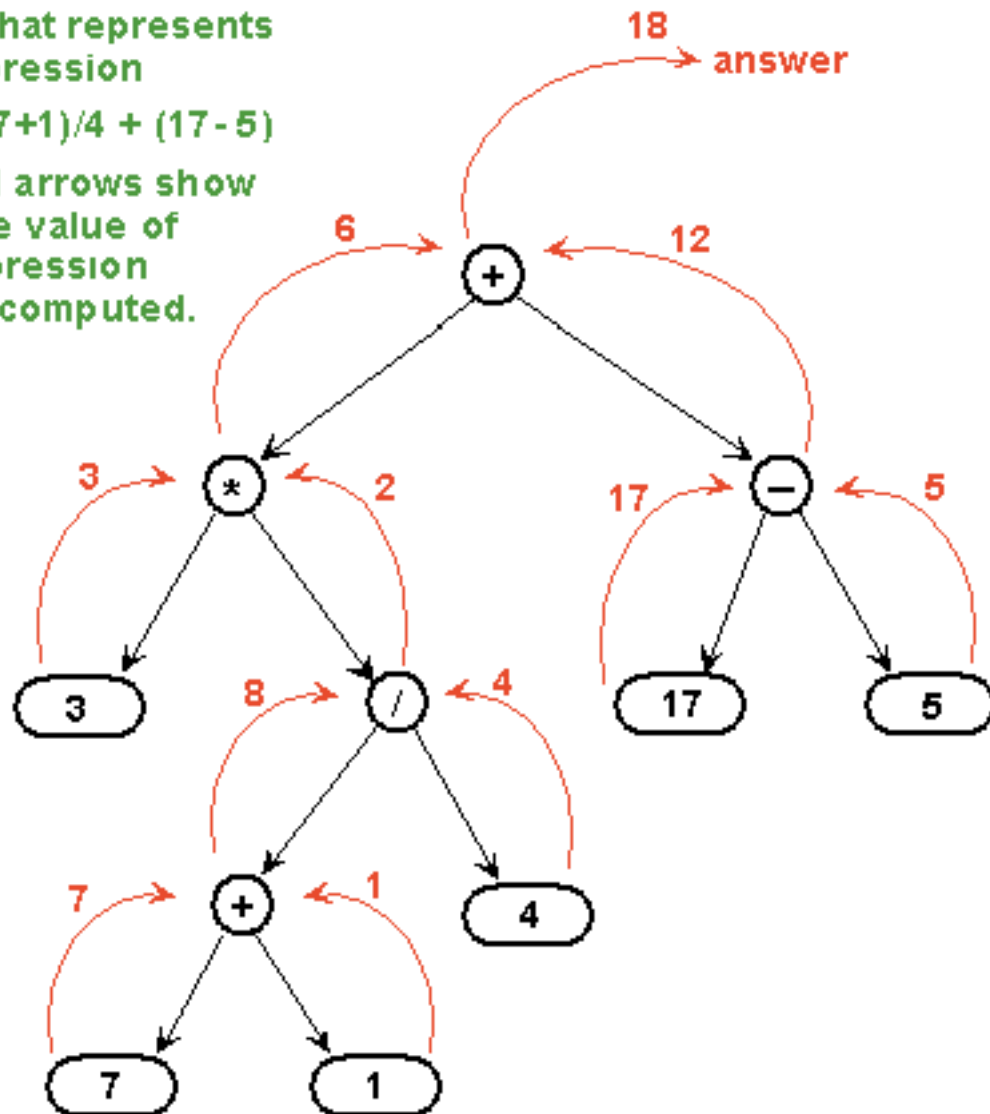 hat represents
ression
7+1)/4 + (17-5)
arrows show
value of
ression
computed.
18
answer
6
12
+
3
*
2
17
–
5
3
8
/
4
17
5
7
+
1
4
7
1